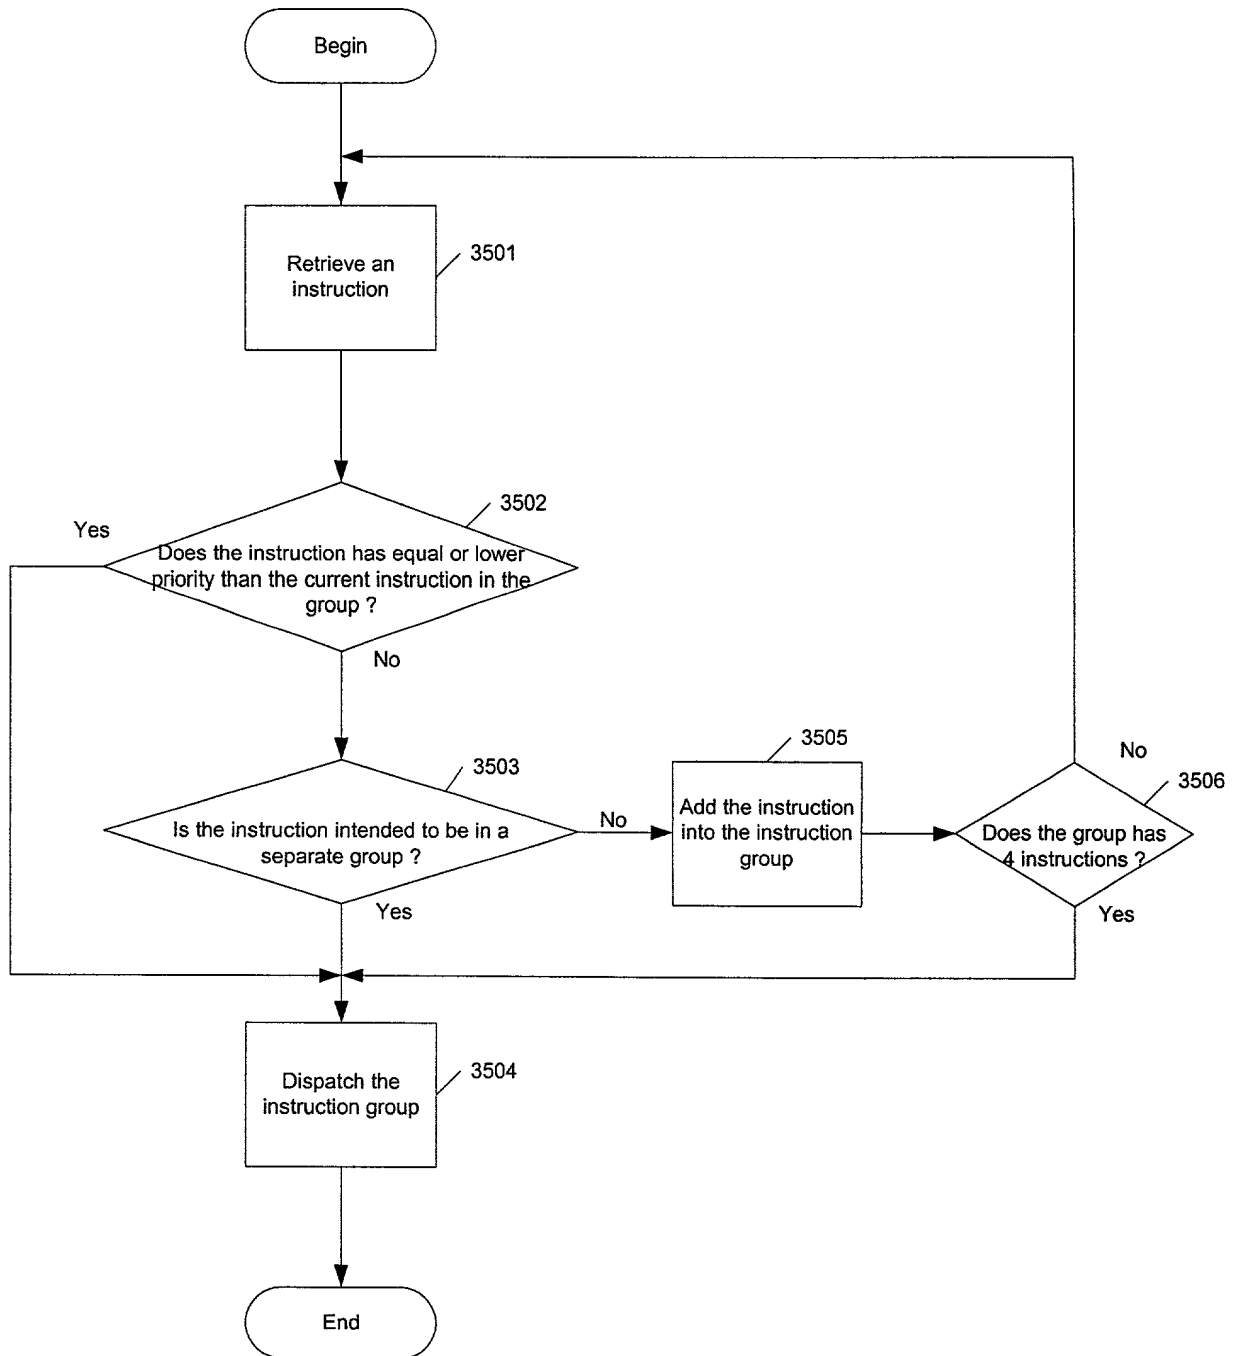 Begin
Retrieve an
instruction
3501
3502
Yes
Does the instruction has equal or lower
priority than the current instruction in the
group ?
No
3503
Is the instruction intended to be in a
separate group ?
No
Yes
3505
Add the instruction
into the instruction
group
No
3506
Does the group has
4 instructions ?
Yes
Dispatch the
instruction group
3504
End